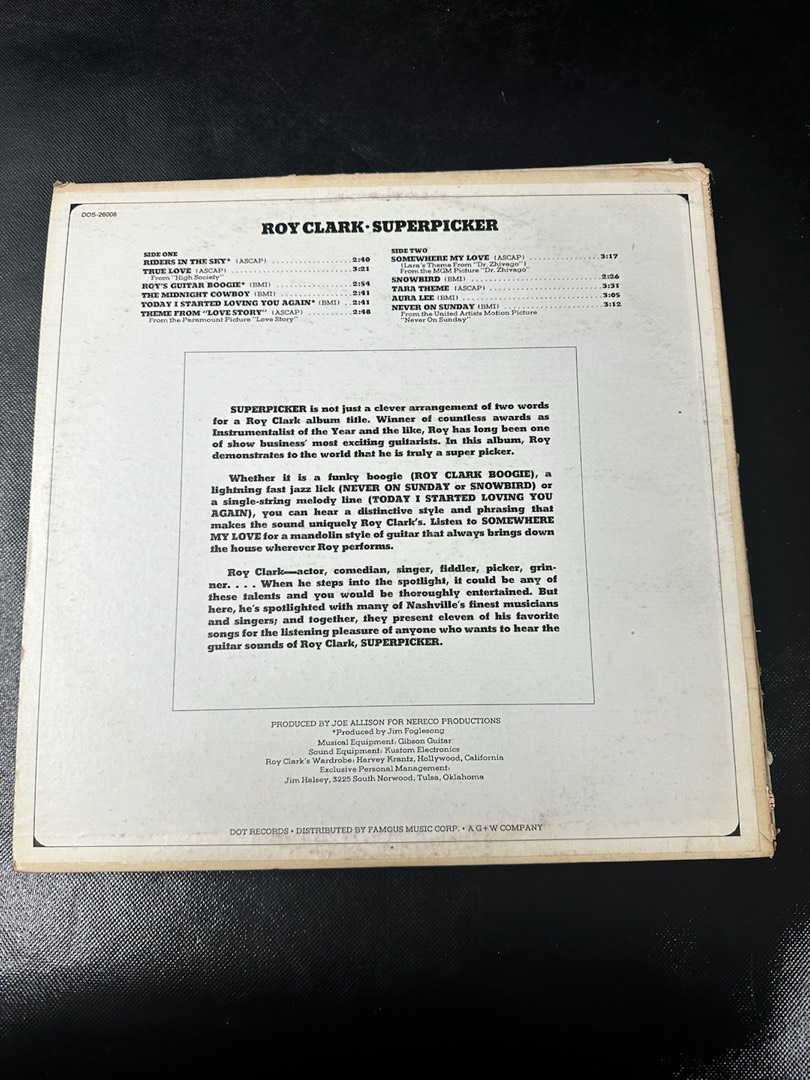 DOS-26008
ROY CLARK • SUPERPICKER
SIDE ONE
RIDERS IN THE SKY* (ASCAP) .................... 2:40
TRUE LOVE (ASCAP) .......................... 3:21
From "High Society"
ROY'S GUITAR BOOGIE* (BMI) ................. 2:54
THE MIDNIGHT COWBOY (BMI) ................ 2:41
TODAY I STARTED LOVING YOU AGAIN* (BMI) .. 2:41
THEME FROM "LOVE STORY" (ASCAP) .......... 2:48
From the Paramount Picture "Love Story"
SIDE TWO
SOMEWHERE MY LOVE (ASCAP) ............... 3:17
(Lara's Theme From "Dr. Zhivago")
From the MGM Picture "Dr. Zhivago"
SNOWBIRD (BMI) ............................ 2:26
TARA THEME (ASCAP) ........................ 3:31
AURA LEE (BMI) ............................. 3:05
NEVER ON SUNDAY (BMI) ..................... 3:12
From the United Artists Motion Picture
"Never On Sunday"
SUPERPICKER is not just a clever arrangement of two words
for a Roy Clark album title. Winner of countless awards as
Instrumentalist of the Year and the like, Roy has long been one
of show business' most exciting guitarists. In this album, Roy
demonstrates to the world that he is truly a super picker.
Whether it is a funky boogie (ROY CLARK BOOGIE), a
lightning fast jazz lick (NEVER ON SUNDAY or SNOWBIRD) or
a single-string melody line (TODAY I STARTED LOVING YOU
AGAIN), you can hear a distinctive style and phrasing that
makes the sound uniquely Roy Clark's. Listen to SOMEWHERE
MY LOVE for a mandolin style of guitar that always brings down
the house wherever Roy performs.
Roy Clark—actor, comedian, singer, fiddler, picker, grin-
ner. . . . When he steps into the spotlight, it could be any of
these talents and you would be thoroughly entertained. But
here, he's spotlighted with many of Nashville's finest musicians
and singers; and together, they present eleven of his favorite
songs for the listening pleasure of anyone who wants to hear the
guitar sounds of Roy Clark, SUPERPICKER.
PRODUCED BY JOE ALLISON FOR NERECO PRODUCTIONS
*Produced by Jim Foglesong
Musical Equipment: Gibson Guitar
Sound Equipment: Kustom Electronics
Roy Clark's Wardrobe: Harvey Krantz, Hollywood, California
Exclusive Personal Management:
Jim Halsey, 3225 South Norwood, Tulsa, Oklahoma
DOT RECORDS • DISTRIBUTED BY FAMOUS MUSIC CORP. • A G+W COMPANY